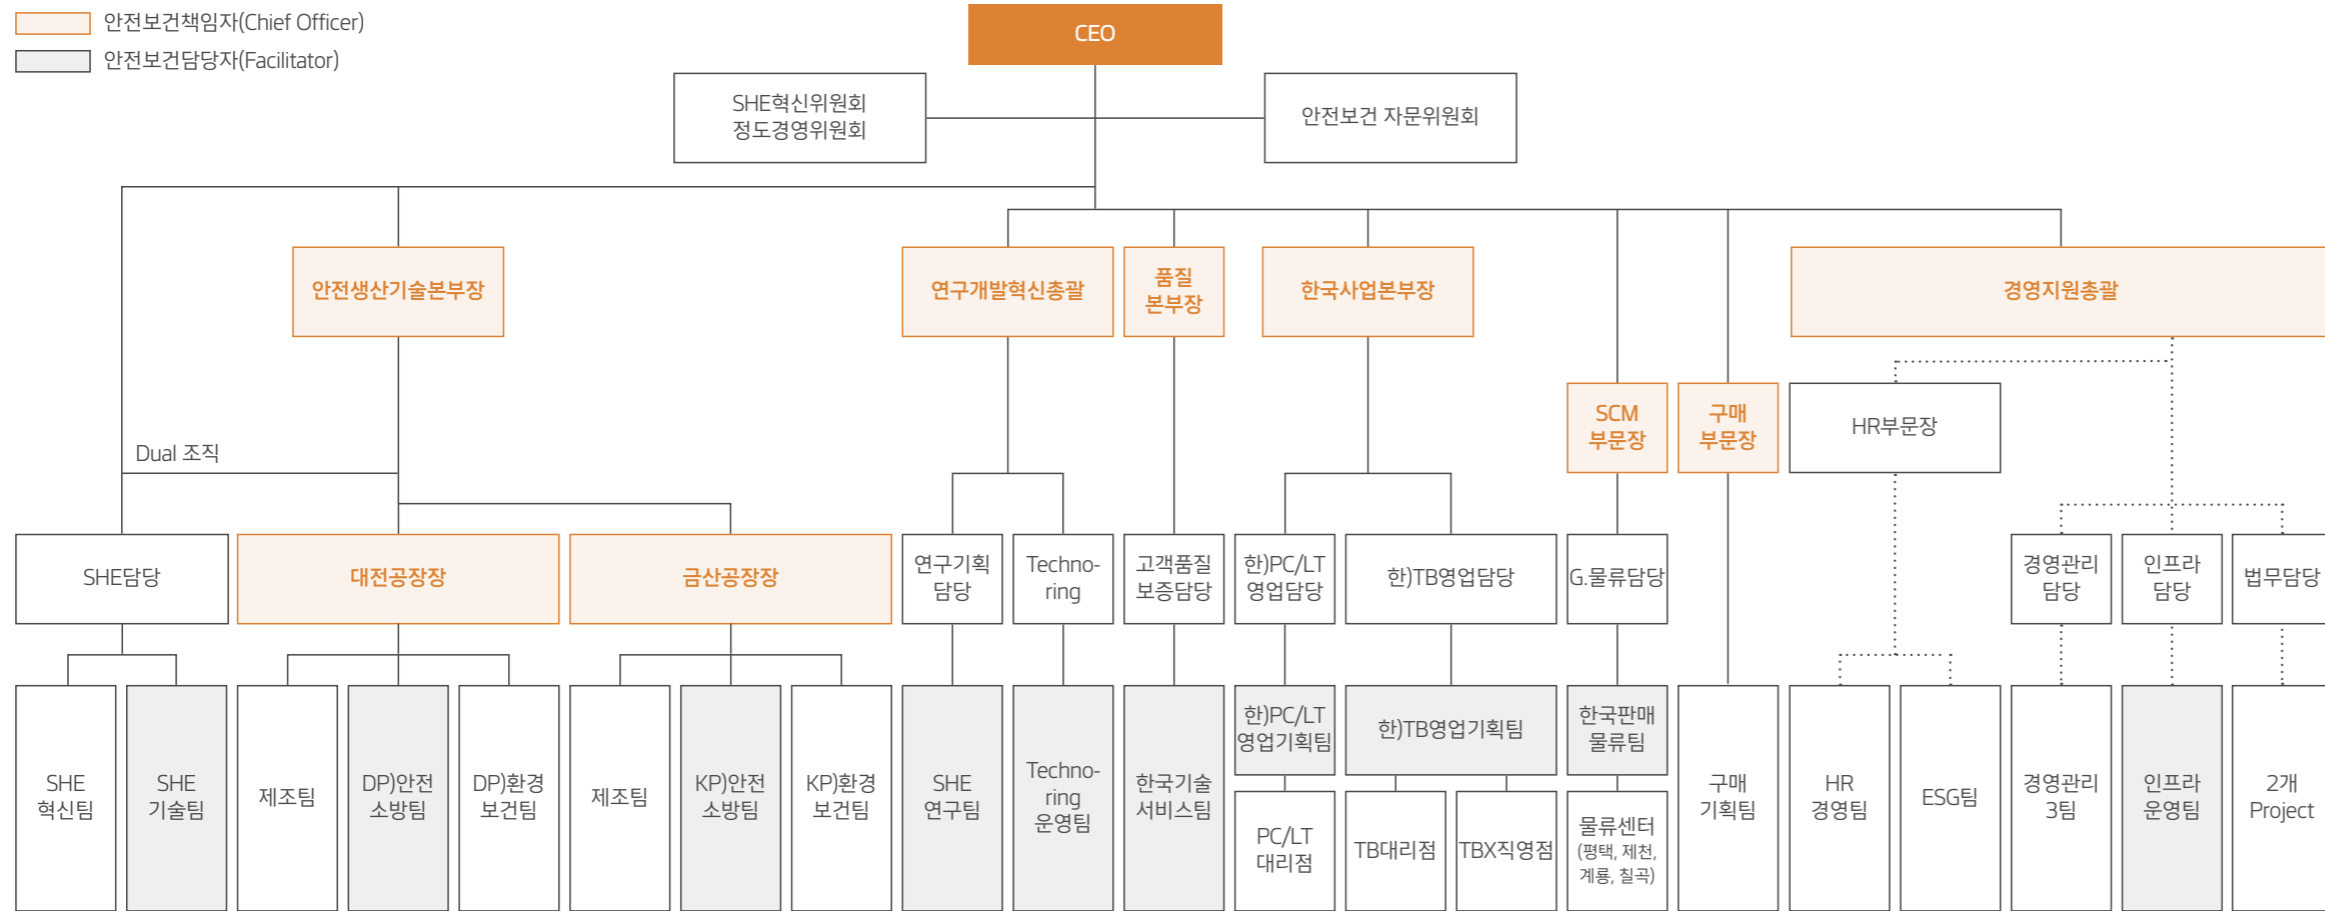 안전보건책임자(Chief Officer)
안전보건담당자(Facilitator)
CEO
SHE혁신위원회
정도경영위원회
안전보건 자문위원회
안전생산기술본부장
연구개발혁신총괄
품질
본부장
한국사업본부장
경영지원총괄
SCM
부문장
구매
부문장
HR부문장
Dual 조직
SHE담당
대전공장장
금산공장장
연구기획
담당
Techno-
ring
고객품질
보증담당
한)PC/LT
영업담당
한)TB영업담당
G.물류담당
경영관리
담당
인프라
담당
법무담당
SHE
혁신팀
SHE
기술팀
제조팀
DP)안전
소방팀
DP)환경
보건팀
제조팀
KP)안전
소방팀
KP)환경
보건팀
SHE
연구팀
Techno-
ring
운영팀
한국기술
서비스팀
한)PC/LT
영업기획팀
한)TB영업기획팀
한국판매
물류팀
PC/LT
대리점
TB대리점
TBX직영점
물류센터
(평택, 제천,
계룡, 칠곡)
구매
기획팀
HR
경영팀
ESG팀
경영관리
3팀
인프라
운영팀
2개
Project